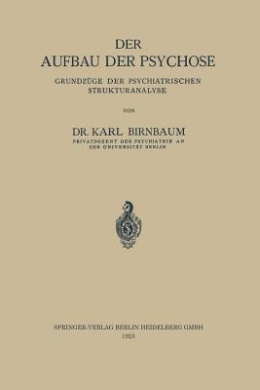 DER
AUFBAU DER PSYCHOSE
GRUNDZÜGE DER PSYCHIATRISCHEN
STRUKTURANALYSE
VON
DR. KARL BIRNBAUM
PRIVATDOZENT DER PSYCHIATRIE AN
DER UNIVERSITÄT BERLIN
SPRINGER-VERLAG BERLIN HEIDELBERG GMBH
1923